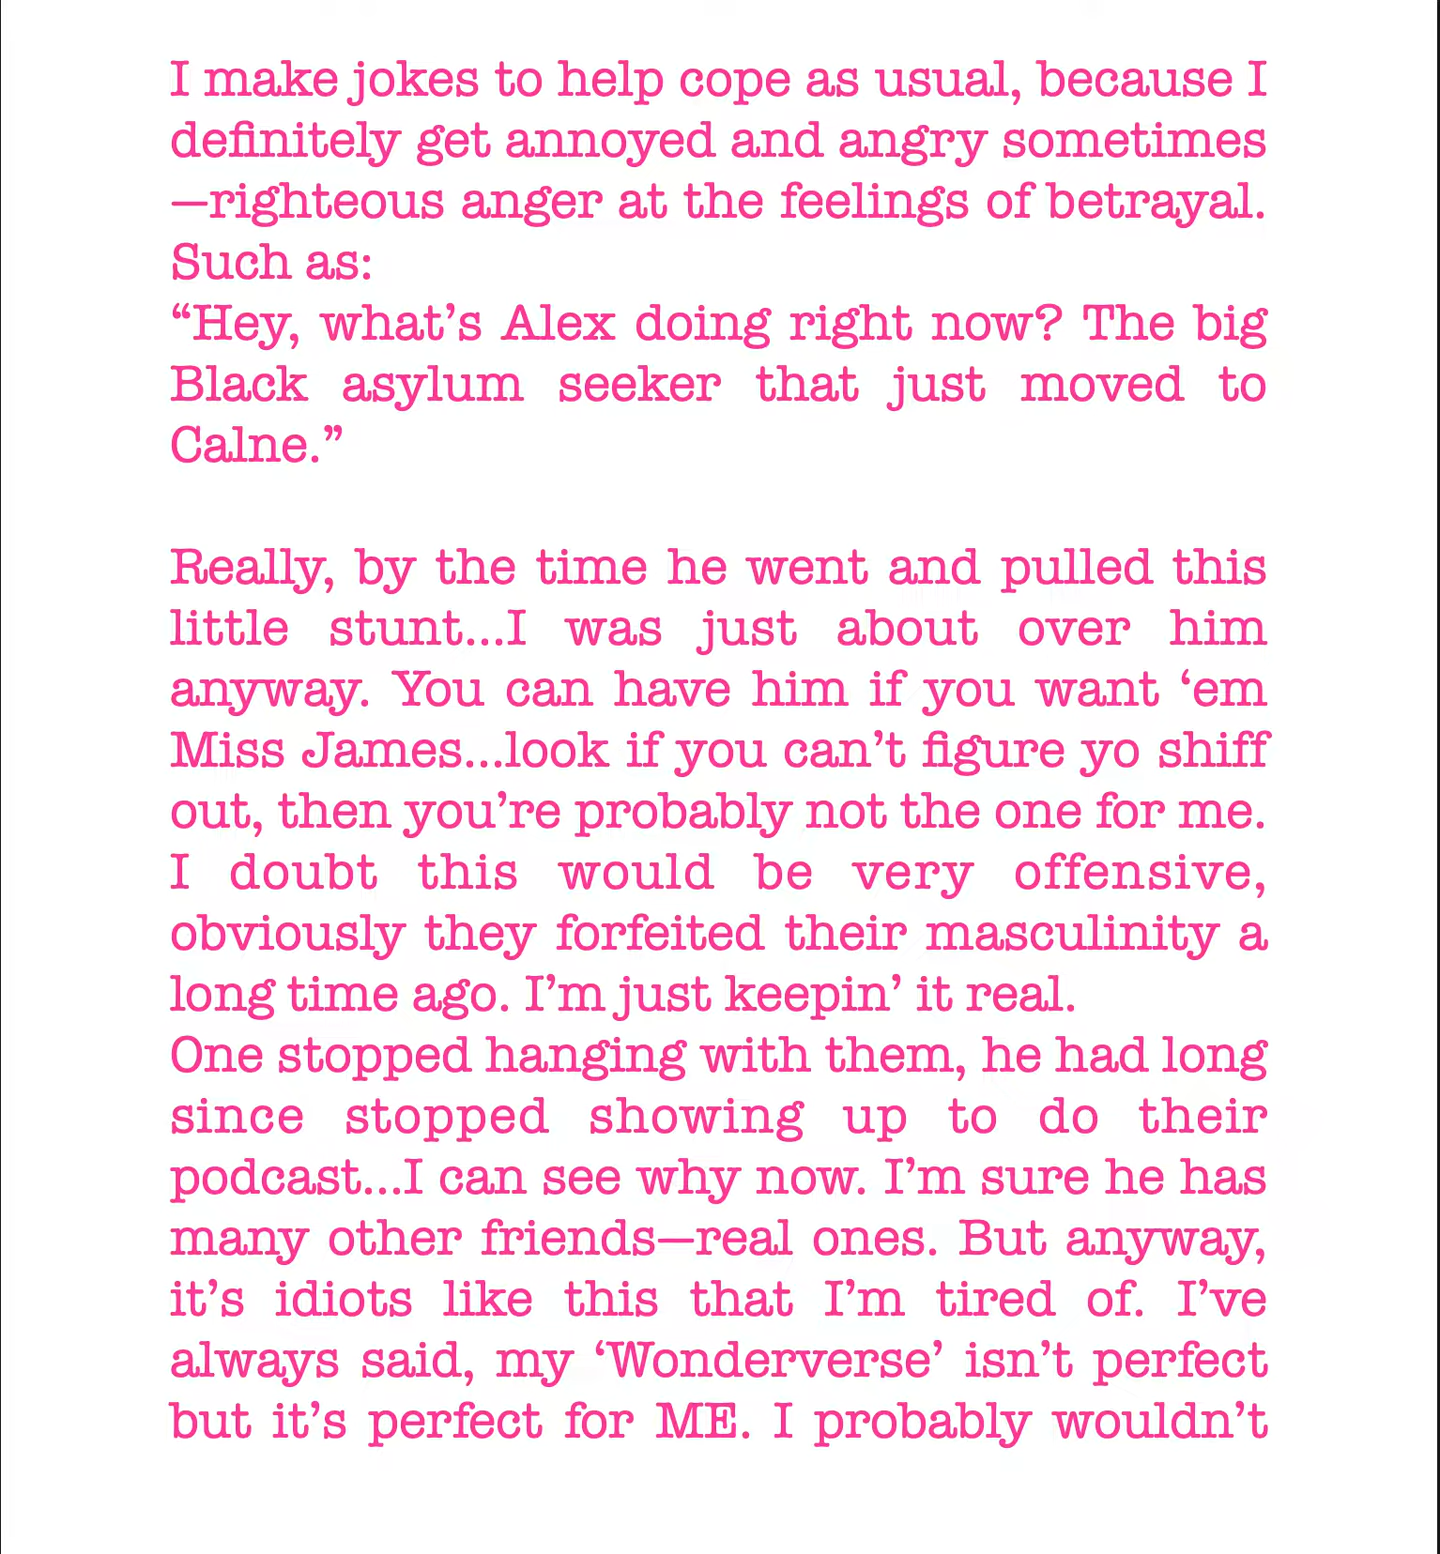 I make jokes to help cope as usual, because I
definitely get annoyed and angry sometimes
—righteous anger at the feelings of betrayal.
Such as:
“Hey, what’s Alex doing right now? The big
Black asylum seeker that just moved to
Calne.”
Really, by the time he went and pulled this
little stunt...I was just about over him
anyway. You can have him if you want ‘em
Miss James...look if you can’t figure yo shiff
out, then you’re probably not the one for me.
I doubt this would be very offensive,
obviously they forfeited their masculinity a
long time ago. I’m just keepin’ it real.
One stopped hanging with them, he had long
since stopped showing up to do their
podcast...I can see why now. I’m sure he has
many other friends—real ones. But anyway,
it’s idiots like this that I’m tired of. I’ve
always said, my ‘Wonderverse’ isn’t perfect
but it’s perfect for ME. I probably wouldn’t